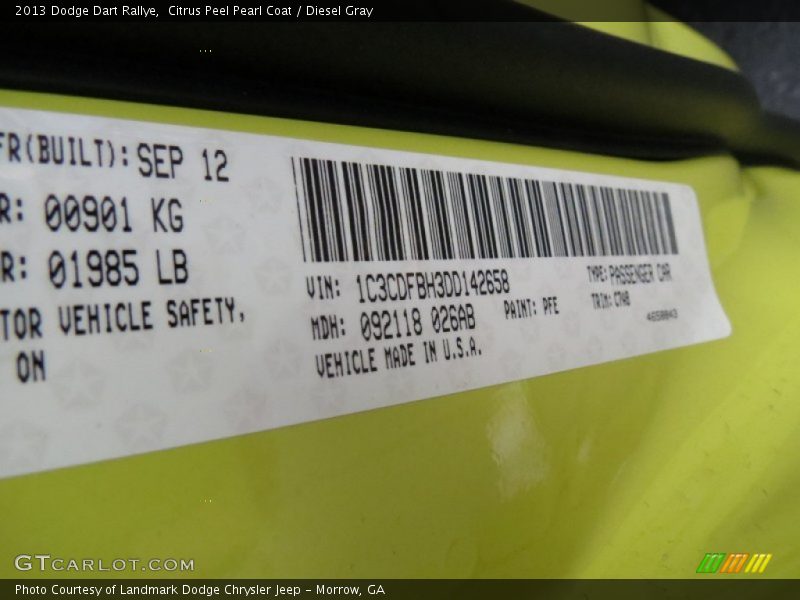 2013 Dodge Dart Rallye,  Citrus Peel Pearl Coat / Diesel Gray
FR(BUILT): SEP 12
R: 00901 KG
R: 01985 LB
TOR VEHICLE SAFETY,
ON
VIN: 1C3CDFBH3DD142658
TYPE: PASSENGER CAR
MDH: 092118 026AB
PAINT: PFE
TRIM: C7AB
VEHICLE MADE IN U.S.A.
GTCARLOT.COM
Photo Courtesy of Landmark Dodge Chrysler Jeep - Morrow, GA